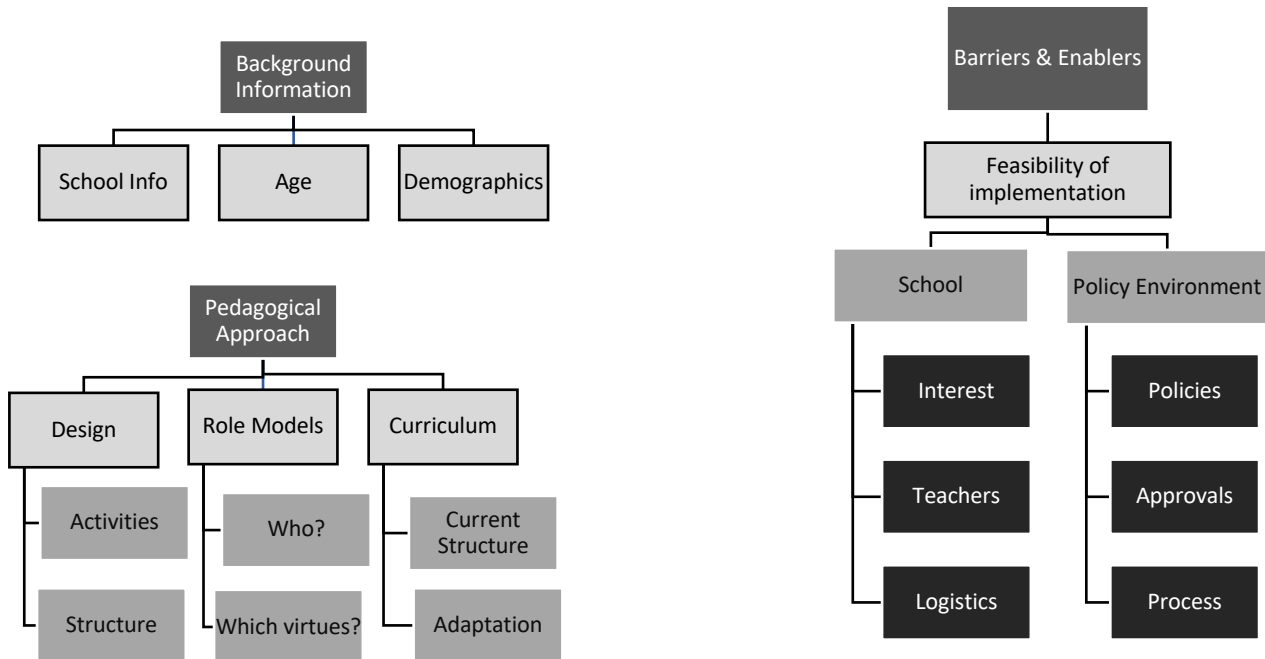 Background
Information
School Info
Age
Demographics
Pedagogical
Approach
Design
Role Models
Curriculum
Activities
Who?
Current
Structure
Structure
Which virtues?
Adaptation
Barriers & Enablers
Feasibility of
implementation
School
Policy Environment
Interest
Policies
Teachers
Approvals
Logistics
Process